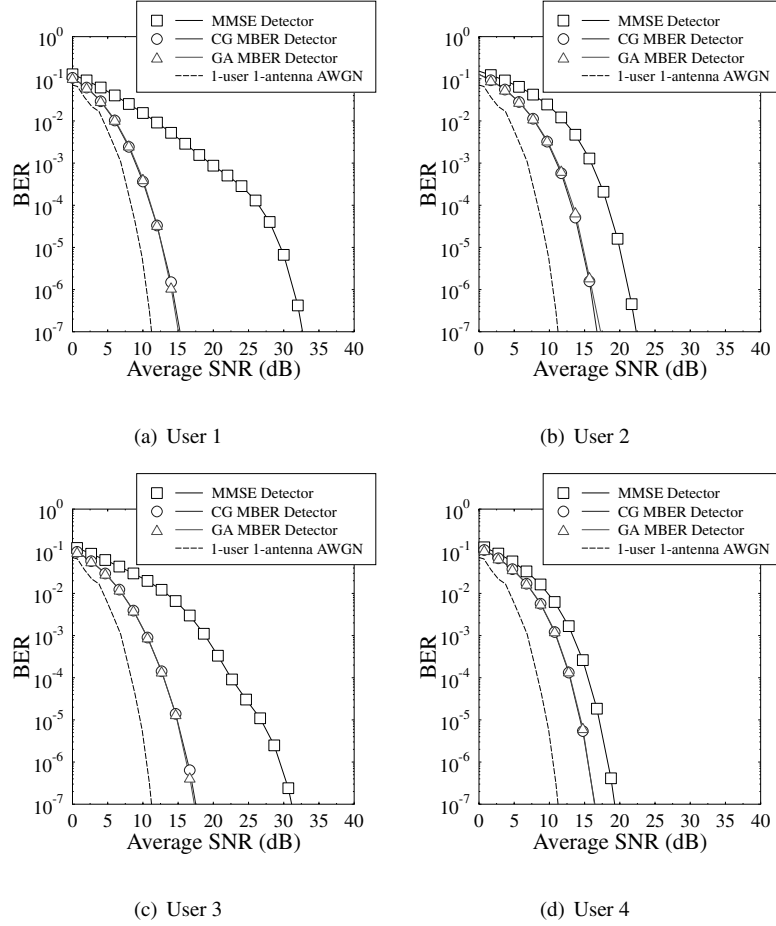 MMSE Detector
CG MBER Detector
GA MBER Detector
1-user 1-antenna AWGN
10^0
10^-1
10^-2
10^-3
10^-4
10^-5
10^-6
10^-7
BER
0 5 10 15 20 25 30 35 40
Average SNR (dB)
(a) User 1
MMSE Detector
CG MBER Detector
GA MBER Detector
1-user 1-antenna AWGN
10^0
10^-1
10^-2
10^-3
10^-4
10^-5
10^-6
10^-7
BER
0 5 10 15 20 25 30 35 40
Average SNR (dB)
(b) User 2
MMSE Detector
CG MBER Detector
GA MBER Detector
1-user 1-antenna AWGN
10^0
10^-1
10^-2
10^-3
10^-4
10^-5
10^-6
10^-7
BER
0 5 10 15 20 25 30 35 40
Average SNR (dB)
(c) User 3
MMSE Detector
CG MBER Detector
GA MBER Detector
1-user 1-antenna AWGN
10^0
10^-1
10^-2
10^-3
10^-4
10^-5
10^-6
10^-7
BER
0 5 10 15 20 25 30 35 40
Average SNR (dB)
(d) User 4